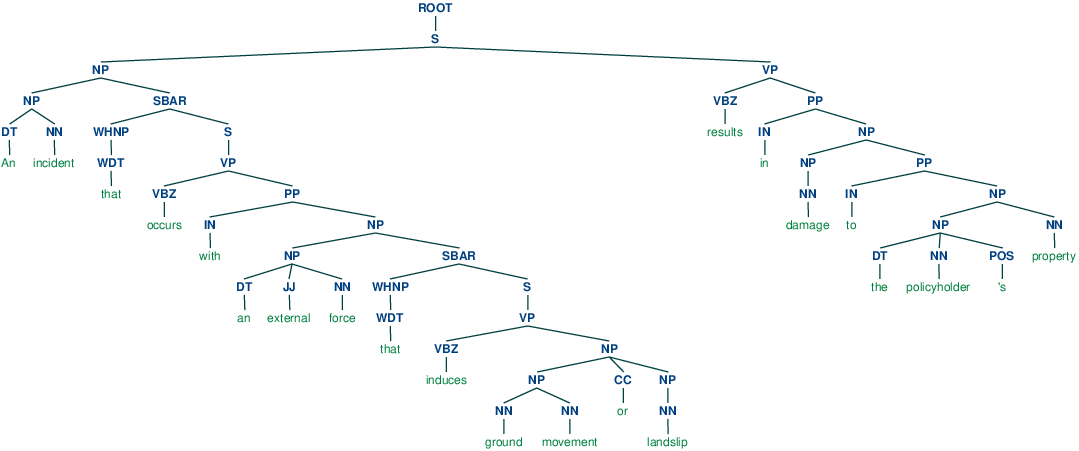 ROOT
S
NP VP
NP SBAR VBZ PP
DT NN WHNP S results IN NP
An incident WDT VP in NP PP
that VBZ PP NN IN NP
occurs IN NP damage to NP NN
with NP SBAR DT NN POS property
DT JJ NN WHNP S the policyholder 's
an external force WDT VP
that VBZ NP
induces NP CC NP
NN NN or NN
ground movement landslip